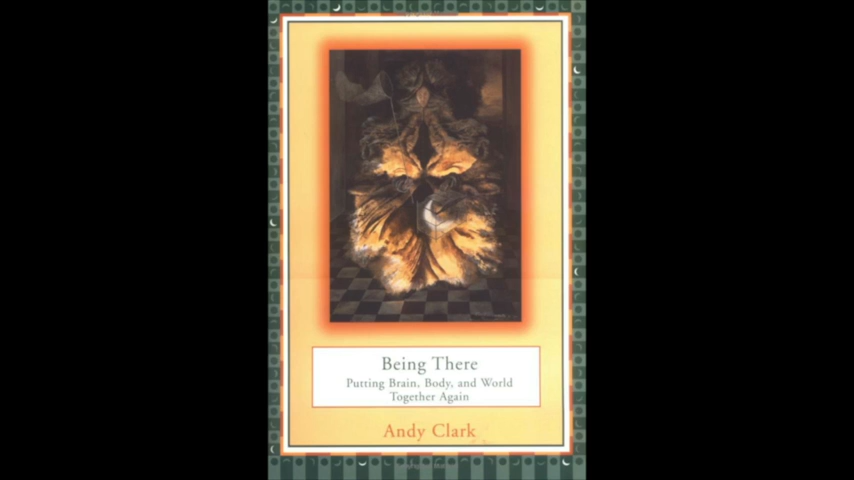 Being There
Putting Brain, Body, and World
Together Again
Andy Clark